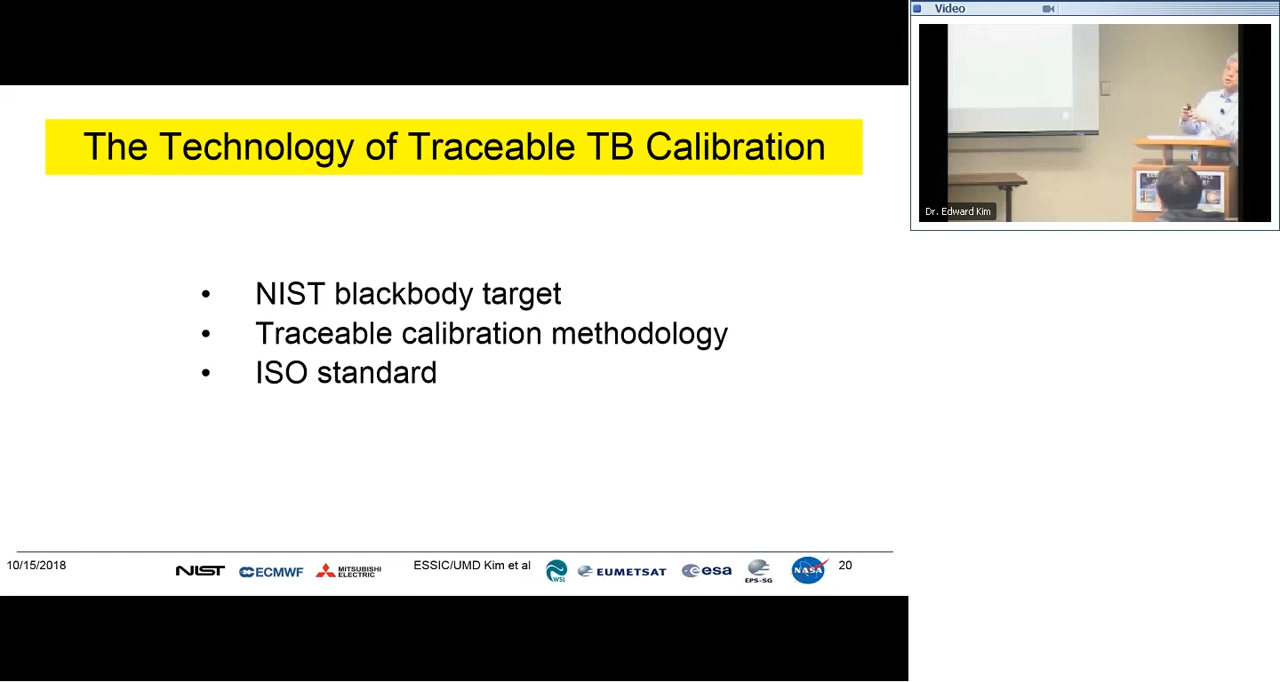 The Technology of Traceable TB Calibration
• NIST blackbody target
• Traceable calibration methodology
• ISO standard
10/15/2018
NIST
ECMWF
MITSUBISHI ELECTRIC
ESSIC/UMD Kim et al
WSL
EUMETSAT
esa
EPS-SG
NASA
20
Video
Dr. Edward Kim